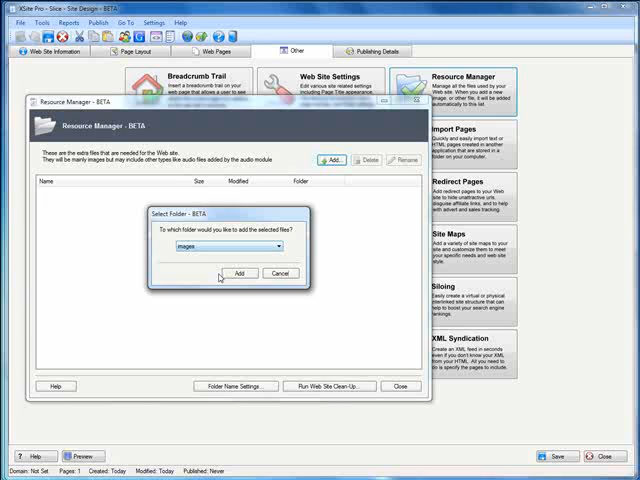 XSite Pro - Slice - Site Design - BETA
File Tools Reports Publish Go To Settings Help
Web Site Information Page Layout Web Pages Other Publishing Details
Breadcrumb Trail
Insert a breadcrumb trail on your
web page that allows a user to
Web Site Settings
Edit various site related settings
including Page Title appearance,
Resource Manager
Manage all the files used by
your Web site. When you add a new
image, or other file, it will be added
automatically to this list.
Import Pages
Quickly and easily import text or
HTML pages created in another
application that are stored in a
folder on your computer.
Redirect Pages
Add redirect pages to your Web
site to hide unattractive urls,
disguise affiliate links, and to help
with advert and sales tracking.
Site Maps
Add a variety of site maps to your
site and customize them to meet
your specific needs and web site
style.
Siloing
Easily create a virtual or physical
interlinked site structure that can
help to boost your search engine
rankings.
XML Syndication
Create an XML feed in seconds
even if you don't know your XML
from your HTML. All you need to
do is specify the pages to include.
Resource Manager - BETA
Resource Manager - BETA
These are the extra files that are needed for the Web site.
They will be mainly images but may include other types like audio files added by the audio module
Add... Delete Rename
Name Size Modified Folder
Select Folder - BETA
To which folder would you like to add the selected files?
images
Add Cancel
Help Folder Name Settings... Run Web Site Clean-Up... Close
Help Preview Save Close
Domain: Not Set Pages: 1 Created: Today Modified: Today Published: Never